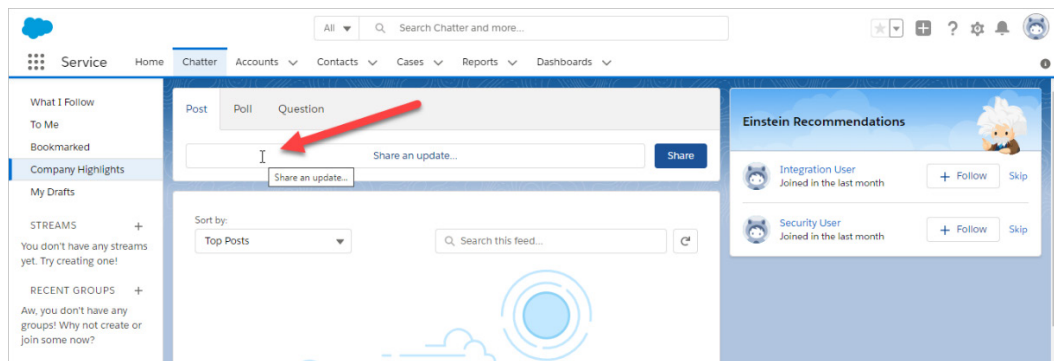 All
Search Chatter and more...
Service
Home
Chatter
Accounts
Contacts
Cases
Reports
Dashboards
What I Follow
To Me
Bookmarked
Company Highlights
My Drafts
STREAMS +
You don't have any streams
yet. Try creating one!
RECENT GROUPS +
Aw, you don't have any
groups! Why not create or
join some now?
Post
Poll
Question
Share an update...
Share
Share an update...
Sort by:
Top Posts
Search this feed...
Einstein Recommendations
Integration User
Joined in the last month
+ Follow
Skip
Security User
Joined in the last month
+ Follow
Skip